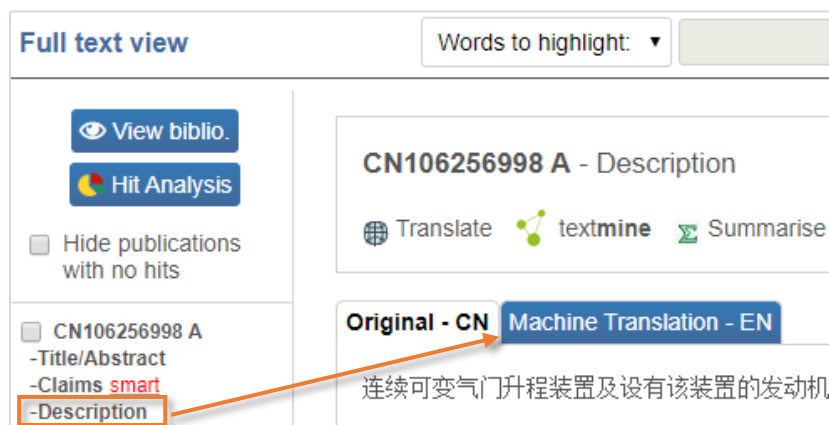 Full text view
Words to highlight:
View biblio.
Hit Analysis
Hide publications
with no hits
CN106256998 A
-Title/Abstract
-Claims smart
-Description
CN106256998 A - Description
Translate textmine Summarise
Original - CN Machine Translation - EN
连续可变气门升程装置及设有该装置的发动机